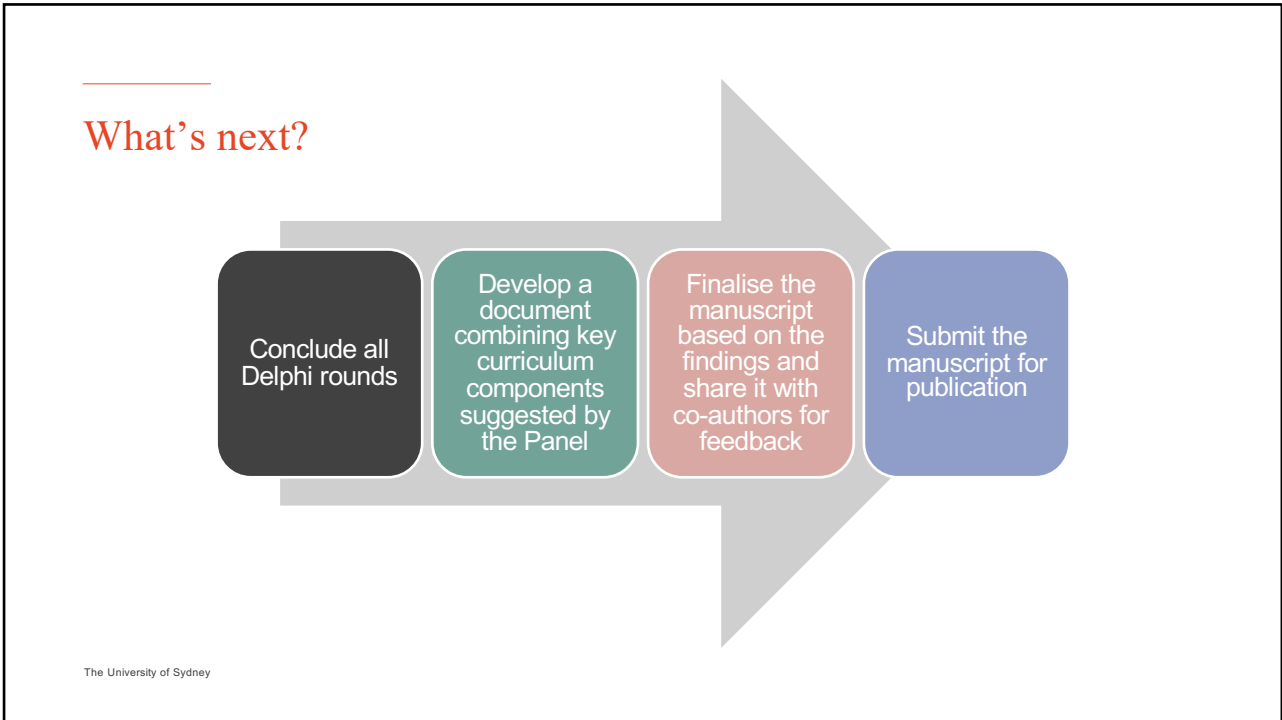 What’s next?
Conclude all
Delphi rounds
Develop a
document
combining key
curriculum
components
suggested by
the Panel
Finalise the
manuscript
based on the
findings and
share it with
co-authors for
feedback
Submit the
manuscript for
publication
The University of Sydney